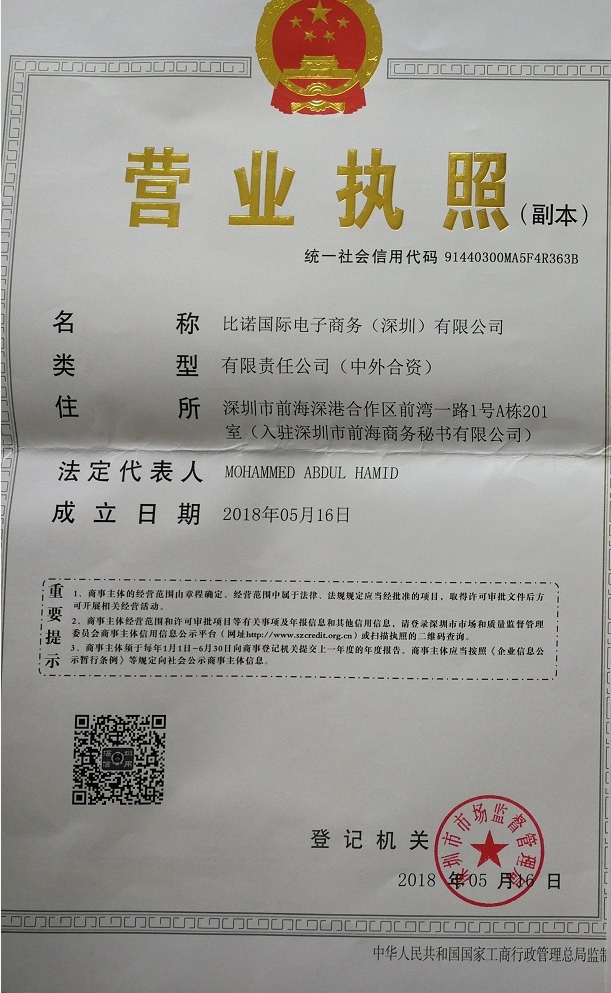 营业执照(副本)
统一社会信用代码 91440300MA5F4R363B
名称 比诺国际电子商务（深圳）有限公司
类型 有限责任公司（中外合资）
住所 深圳市前海深港合作区前湾一路1号A栋201
室（入驻深圳市前海商务秘书有限公司）
法定代表人 MOHAMMED ABDUL HAMID
成立日期 2018年05月16日
重要提示
1、商事主体的经营范围由章程确定。经营范围中属于法律、法规规定应当经批准的项目，取得许可审批文件后方
可开展相关经营活动。
2、商事主体经营范围和许可审批项目等有关事项及年报信息和其他信用信息，请登录深圳市市场和质量监督管理
委员会商事主体信用信息公示平台（网址http://www.szcredit.org.cn）或扫描执照的二维码查询。
3、商事主体须于每年1月1日-6月30日向商事登记机关提交上一年度的年度报告。商事主体应当按照《企业信息公
示暂行条例》等规定向社会公示商事主体信息。
深圳信用
登记机关
深圳市市场监督管理局
2018 年 05 月 16 日
中华人民共和国国家工商行政管理总局监制